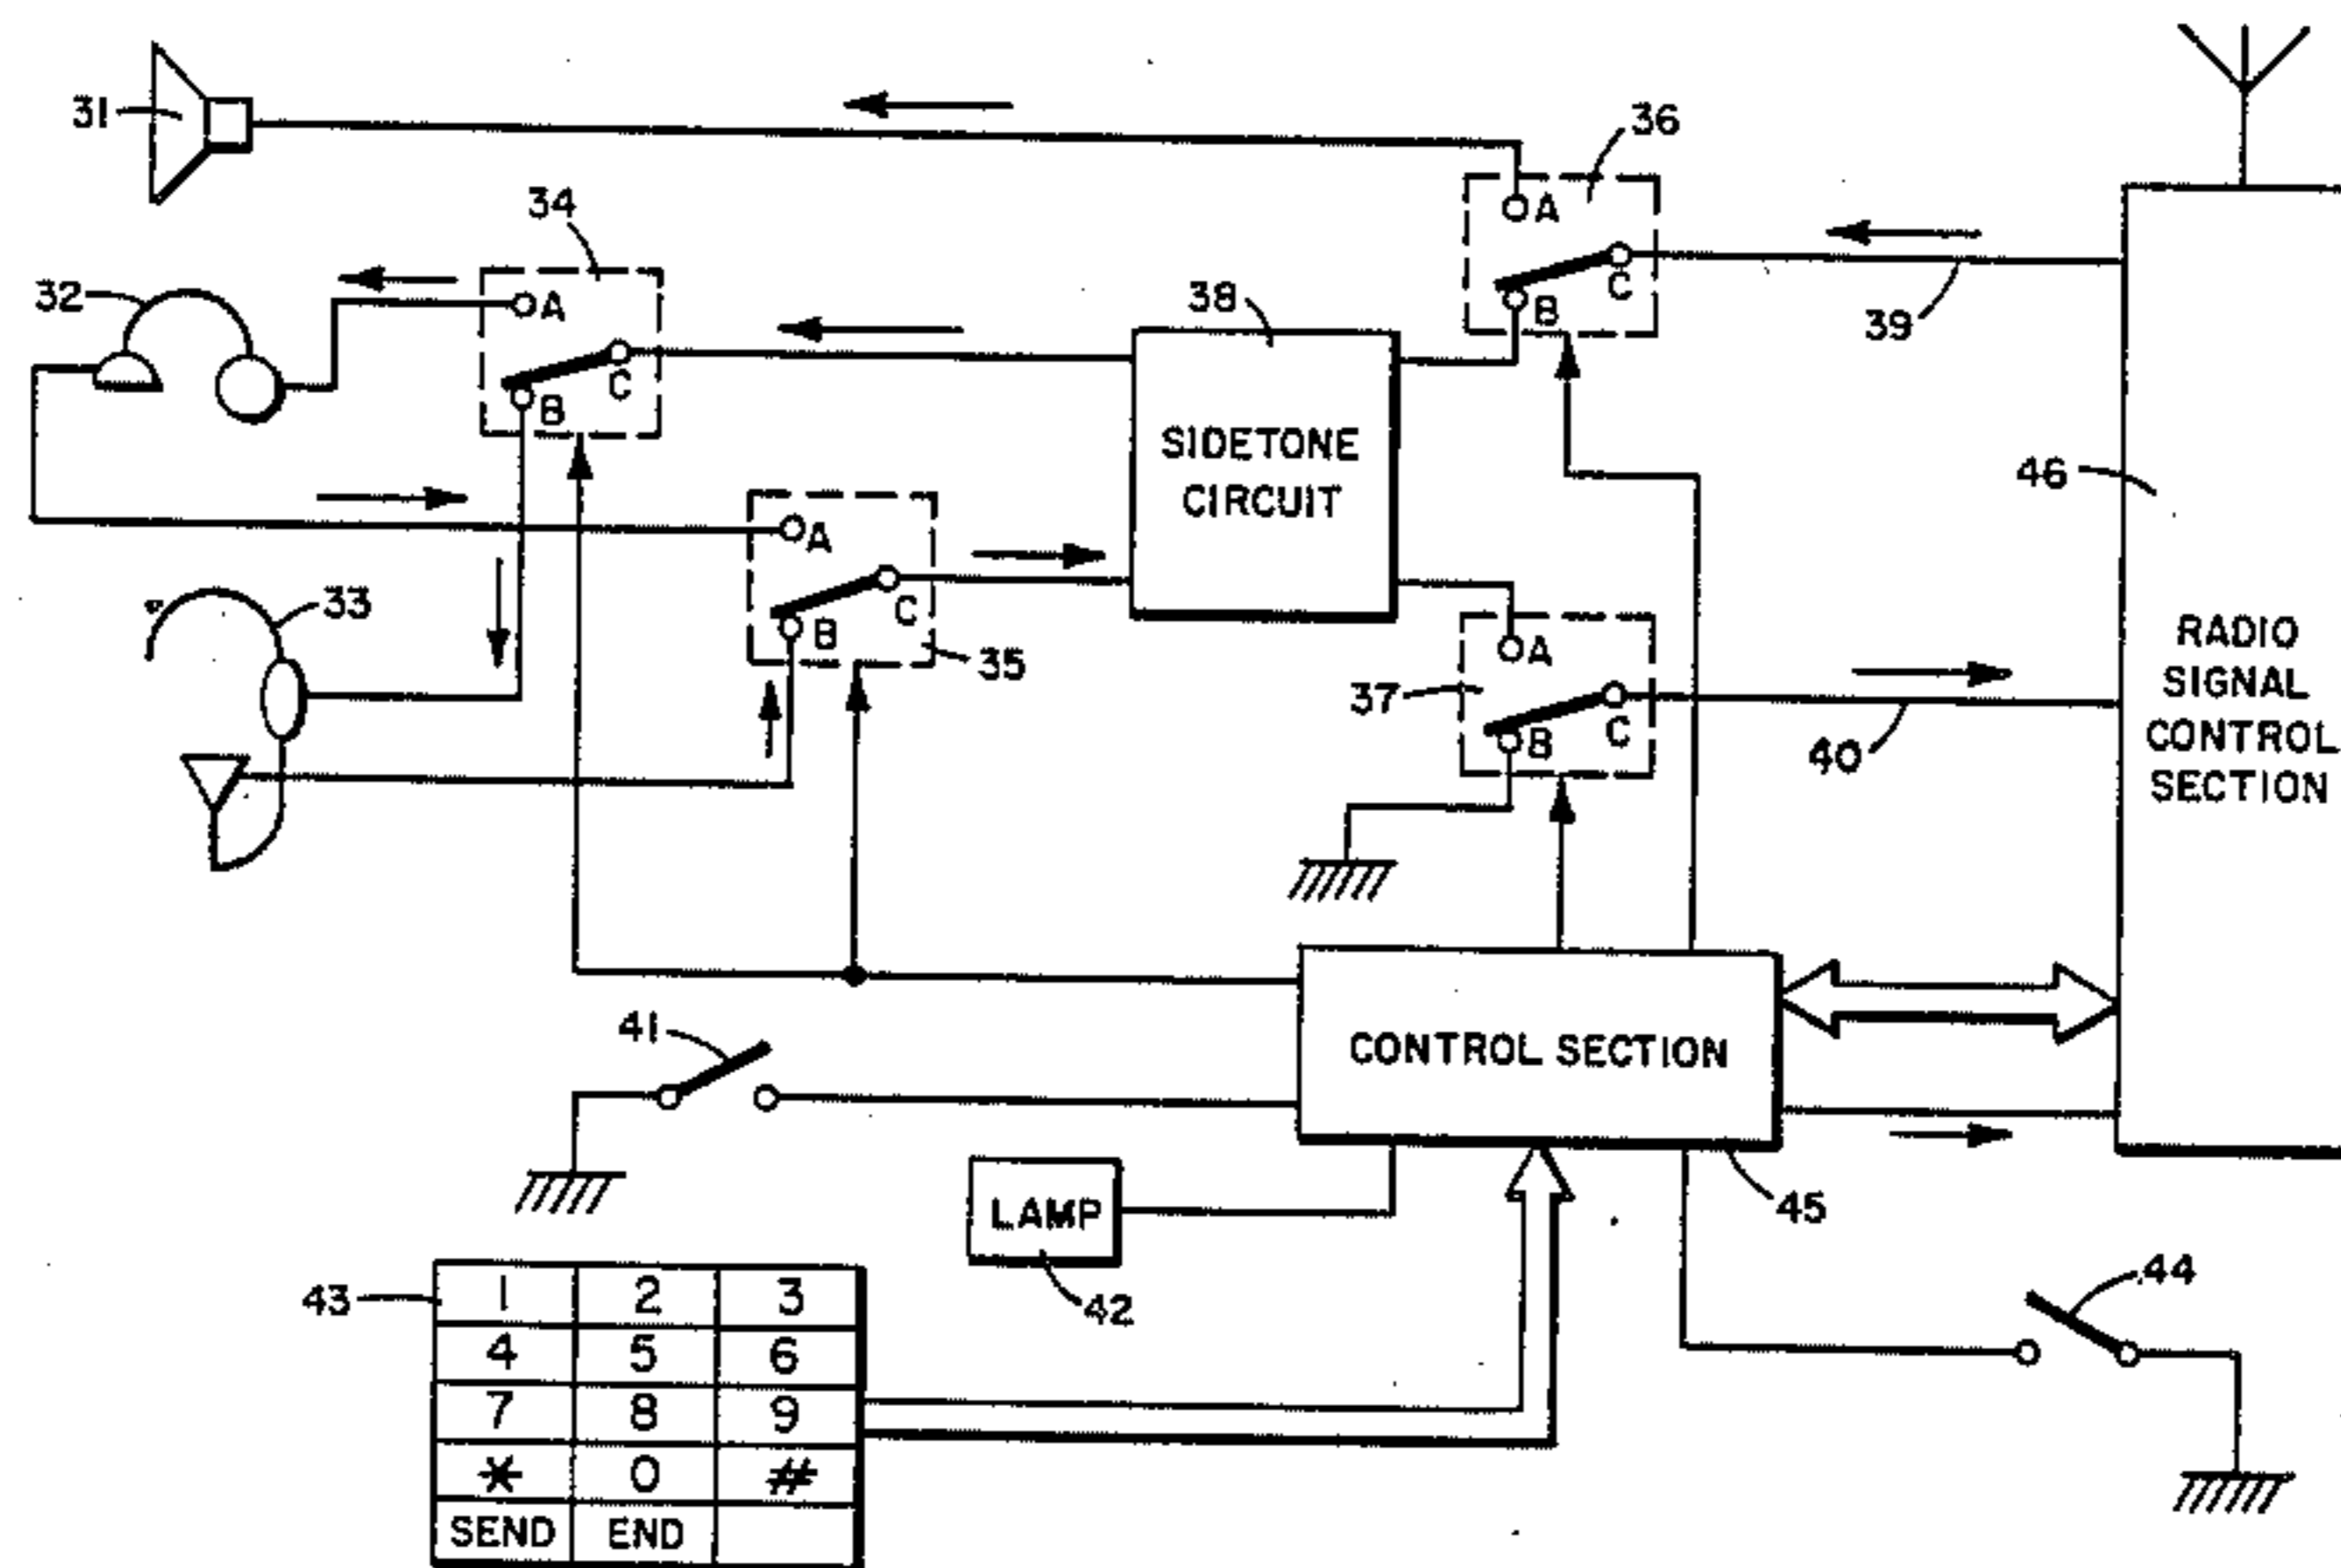 31
36
34
A
C
B
39
32
A
C
B
38
SIDETONE
CIRCUIT
46
A
C
B
35
33
A
C
B
37
40
RADIO
SIGNAL
CONTROL
SECTION
41
CONTROL SECTION
45
LAMP
42
44
43
1 2 3
4 5 6
7 8 9
* 0 #
SEND END